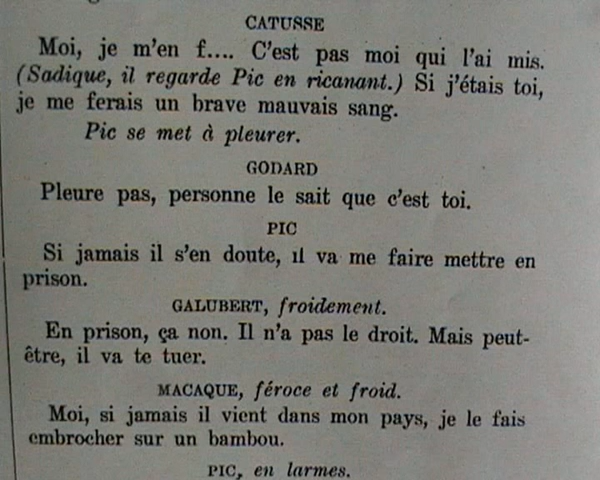 CATUSSE
Moi, je m'en f.... C'est pas moi qui l'ai mis.
(Sadique, il regarde Pic en ricanant.) Si j'étais toi,
je me ferais un brave mauvais sang.
Pic se met à pleurer.
GODARD
Pleure pas, personne le sait que c'est toi.
PIC
Si jamais il s'en doute, il va me faire mettre en
prison.
GALUBERT, froidement.
En prison, ça non. Il n'a pas le droit. Mais peut-
être, il va te tuer.
MACAQUE, féroce et froid.
Moi, si jamais il vient dans mon pays, je le fais
embrocher sur un bambou.
PIC, en larmes.